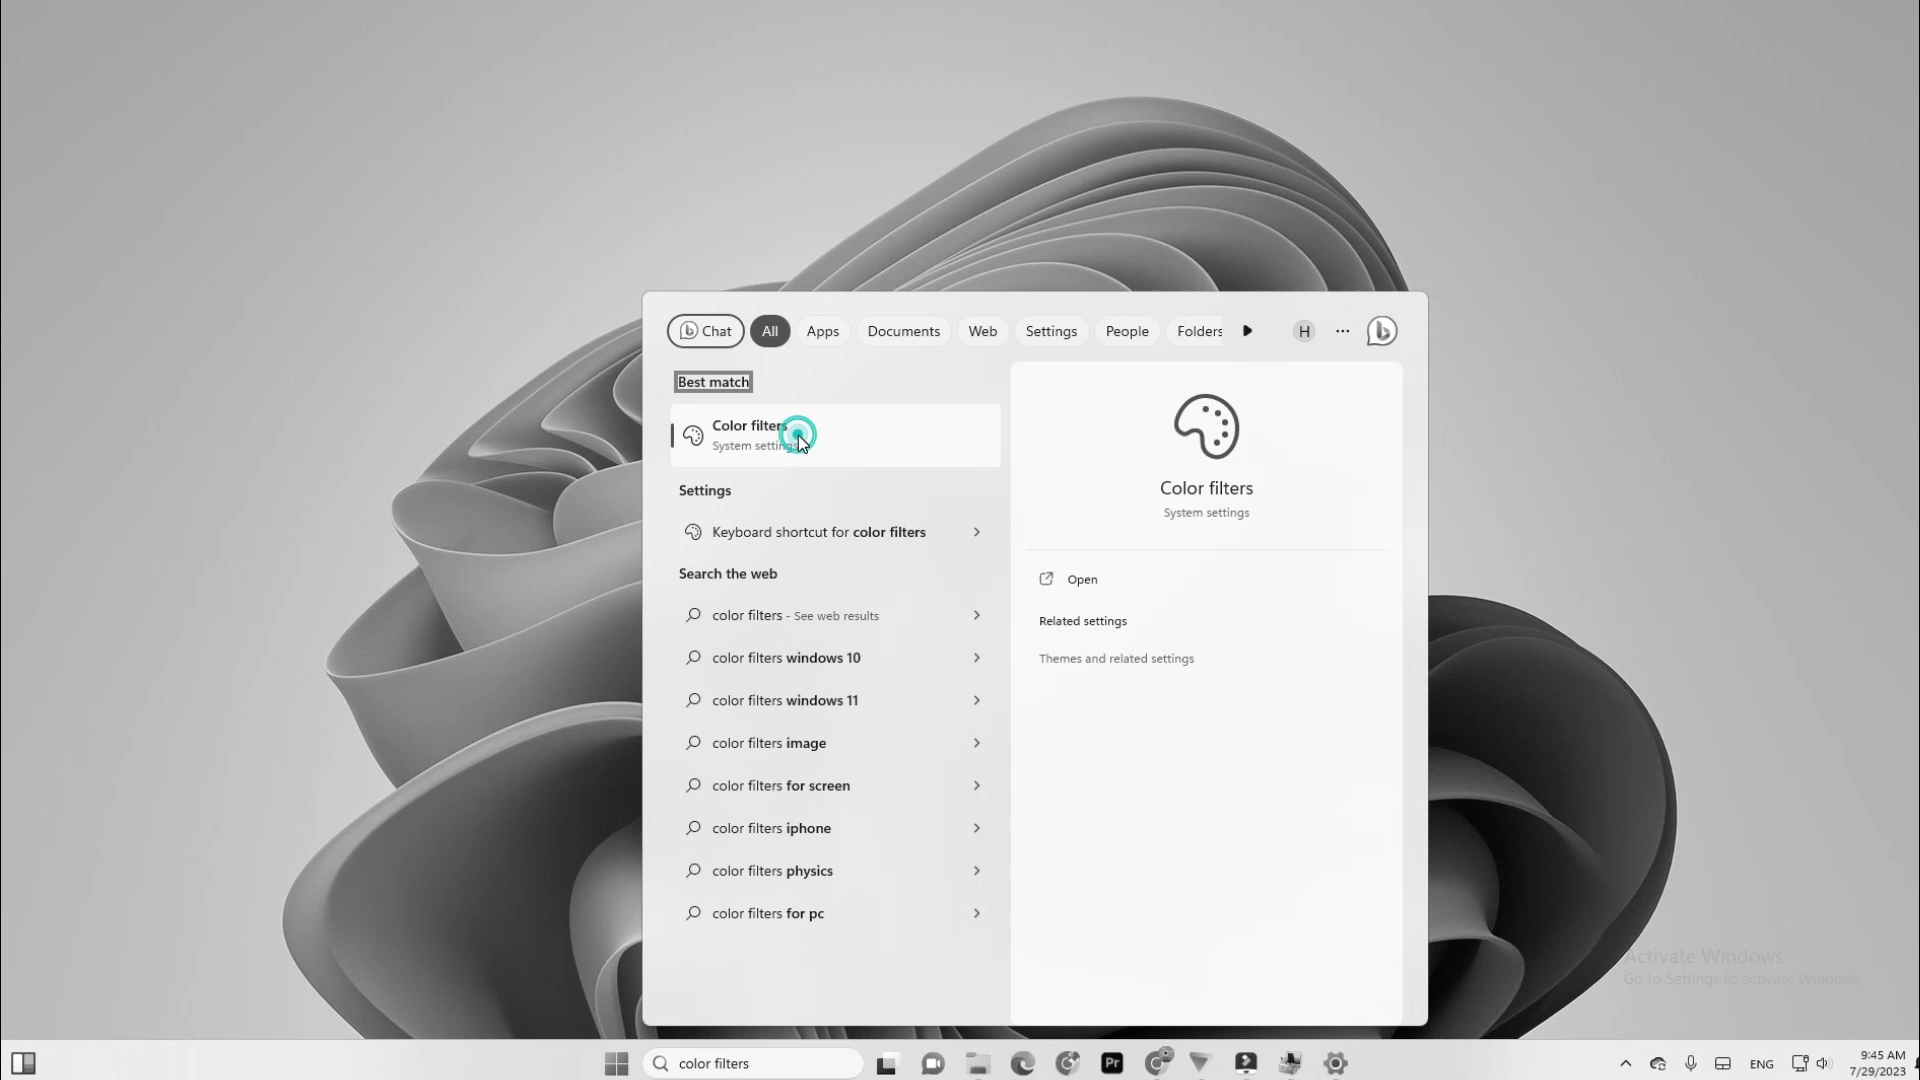 Chat
All
Apps
Documents
Web
Settings
People
Folders
H
Best match
Color filters
System settings
Settings
Keyboard shortcut for color filters
Search the web
color filters - See web results
color filters windows 10
color filters windows 11
color filters image
color filters for screen
color filters iphone
color filters physics
color filters for pc
Color filters
System settings
Open
Related settings
Themes and related settings
Activate Windows
Go to Settings to activate Windows.
color filters
Pr
ENG
9:45 AM
7/29/2023